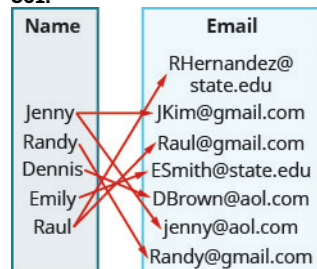 Name
Email
RHernandez@
state.edu
Jenny
JKim@gmail.com
Randy
Raul@gmail.com
Dennis
ESmith@state.edu
Emily
DBrown@aol.com
Raul
jenny@aol.com
Randy@gmail.com